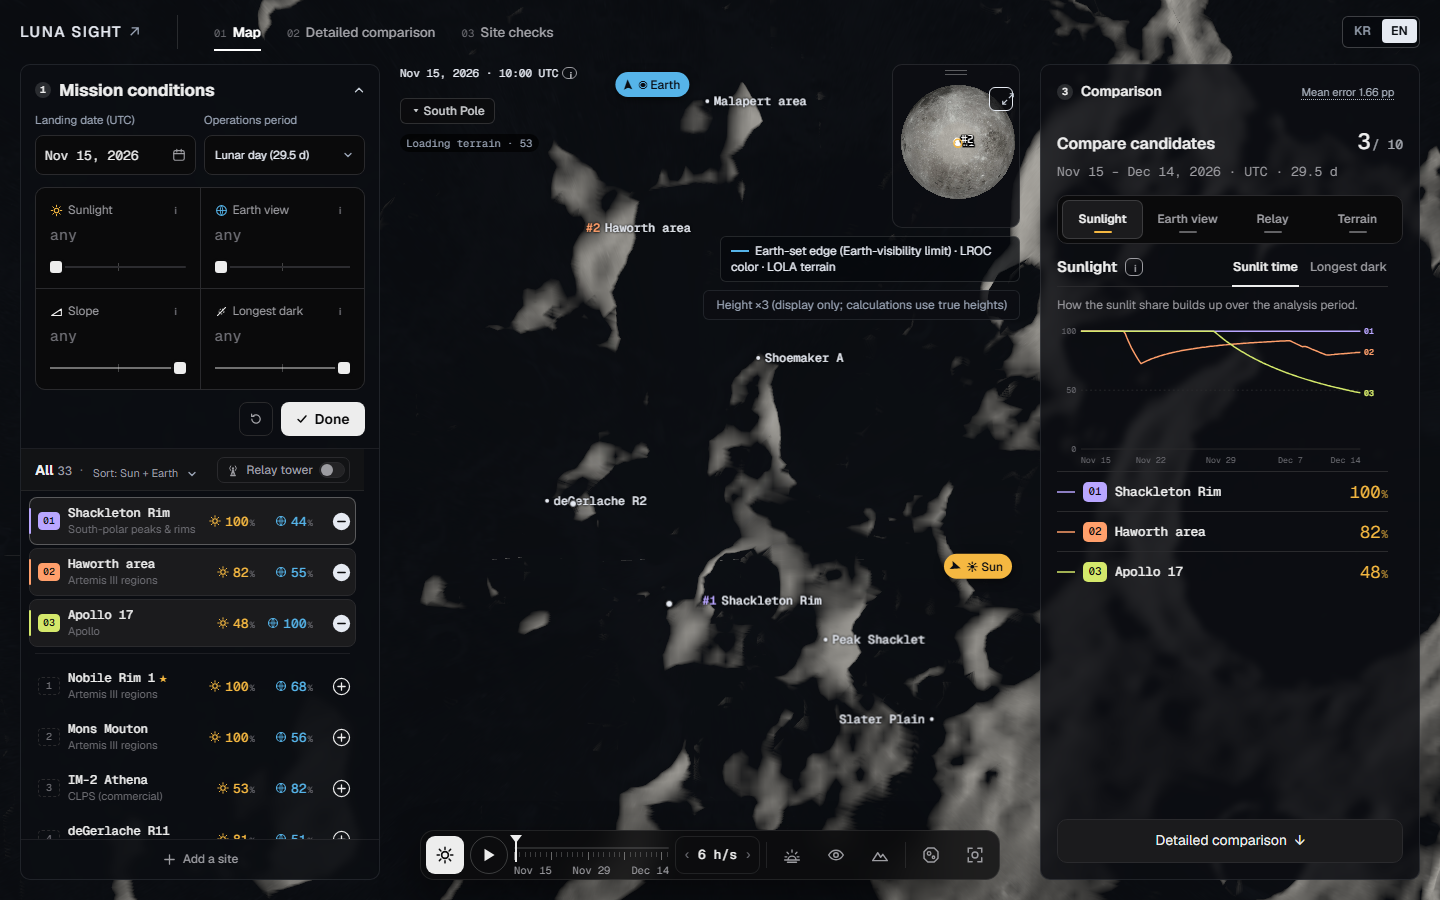 LUNA SIGHT ↗
01 Map
02 Detailed comparison
03 Site checks
KR EN
1 Mission conditions
Landing date (UTC)
Operations period
Nov 15, 2026
Lunar day (29.5 d)
Sunlight i
any
Earth view i
any
Slope i
any
Longest dark i
any
Done
All 33 · Sort: Sun + Earth
Relay tower
01 Shackleton Rim 100% 44%
South-polar peaks & rims
02 Haworth area 82% 55%
Artemis III regions
03 Apollo 17 48% 100%
Apollo
1 Nobile Rim 1 ★ 100% 68%
Artemis III regions
2 Mons Mouton 100% 56%
Artemis III regions
3 IM-2 Athena 53% 82%
CLPS (commercial)
4 deGerlache R11 81% 51%
+ Add a site
Nov 15, 2026 · 10:00 UTC i
South Pole
Loading terrain · 53
Earth
• Malapert area
#2 Haworth area
#2
Earth-set edge (Earth-visibility limit) · LROC
color · LOLA terrain
Height ×3 (display only; calculations use true heights)
• Shoemaker A
• deGerlache R2
Sun
#1 Shackleton Rim
• Peak Shacklet
Slater Plain •
Nov 15 Nov 29 Dec 14
‹ 6 h/s ›
3 Comparison
Mean error 1.66 pp
Compare candidates
3 / 10
Nov 15 – Dec 14, 2026 · UTC · 29.5 d
Sunlight Earth view Relay Terrain
Sunlight i
Sunlit time Longest dark
How the sunlit share builds up over the analysis period.
100
50
0
01
02
03
Nov 15 Nov 22 Nov 29 Dec 7 Dec 14
01 Shackleton Rim 100%
02 Haworth area 82%
03 Apollo 17 48%
Detailed comparison ↓